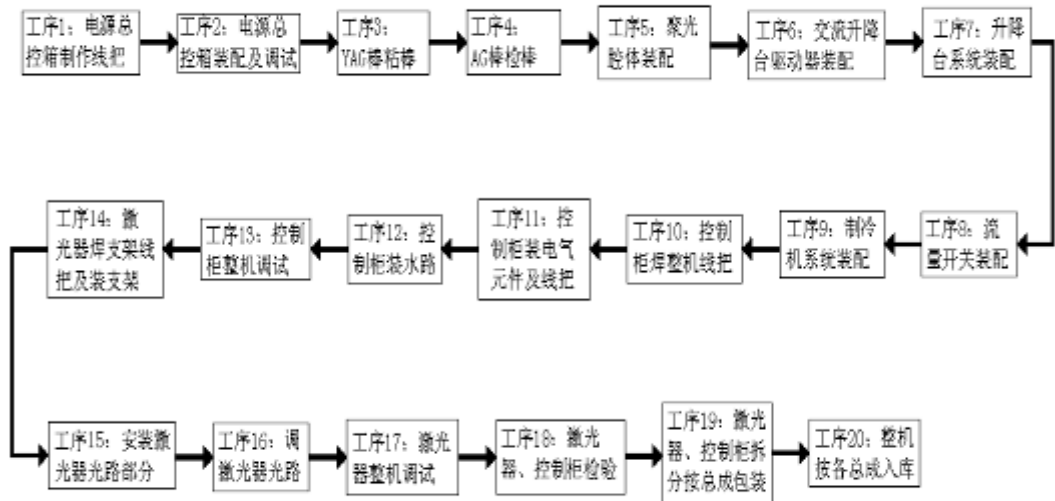 工序1：电源总
控箱制作线把
工序2：电源总
控箱装配及调试
工序3：
YAG棒粘棒
工序4：
AG棒检棒
工序5：聚光
腔体装配
工序6：交流升降
台驱动器装配
工序7：升降
台系统装配
工序8：流
量开关装配
工序9：制冷
机系统装配
工序10：控制
柜焊整机线把
工序11：控
制柜装电气
元件及线把
工序12：控
制柜装水路
工序13：控制
柜整机调试
工序14：激
光器焊支架线
把及装支架
工序15：安装激
光器光路部分
工序16：调
激光器光路
工序17：激光
器整机调试
工序18：激光
器、控制柜检验
工序19：激光
器、控制柜拆
分按总成包装
工序20：整机
按各总成入库